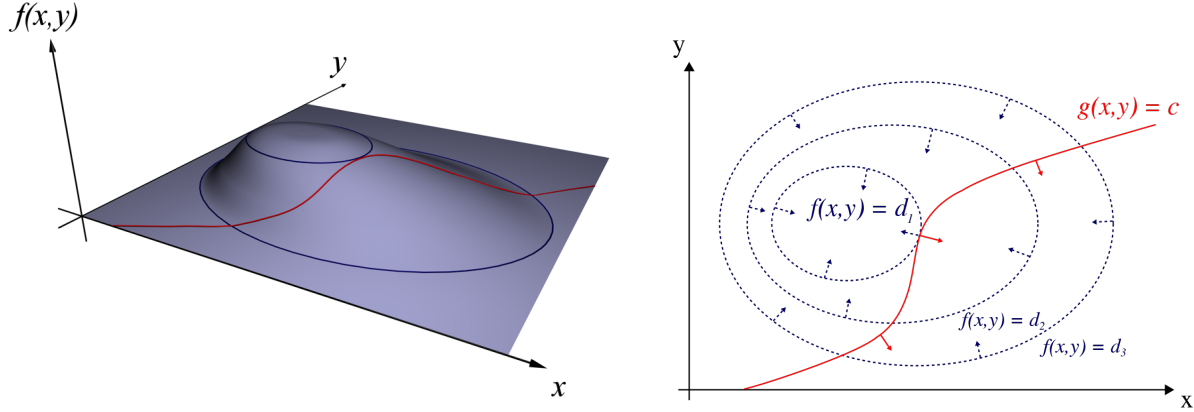 f(x,y)
y
x
y
g(x,y) = c
f(x,y) = d₁
f(x,y) = d₂
f(x,y) = d₃
x